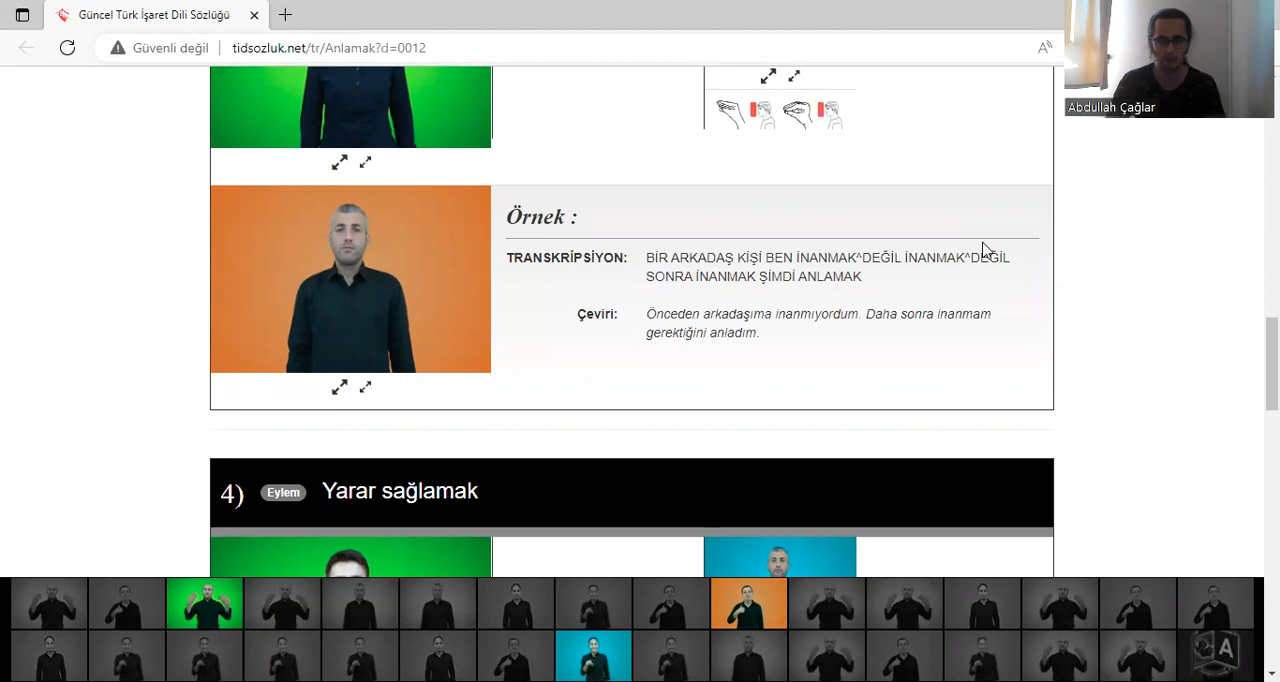 Güncel Türk İşaret Dili Sözlüğü
Güvenli değil
tidsozluk.net/tr/Anlamak?d=0012
Abdullah Çağlar
Örnek :
TRANSKRİPSİYON: BİR ARKADAŞ KİŞİ BEN İNANMAK^DEĞİL İNANMAK^DEĞİL
SONRA İNANMAK ŞİMDİ ANLAMAK
Çeviri: Önceden arkadaşıma inanmıyordum. Daha sonra inanmam
gerektiğini anladım.
4) Eylem Yarar sağlamak
A